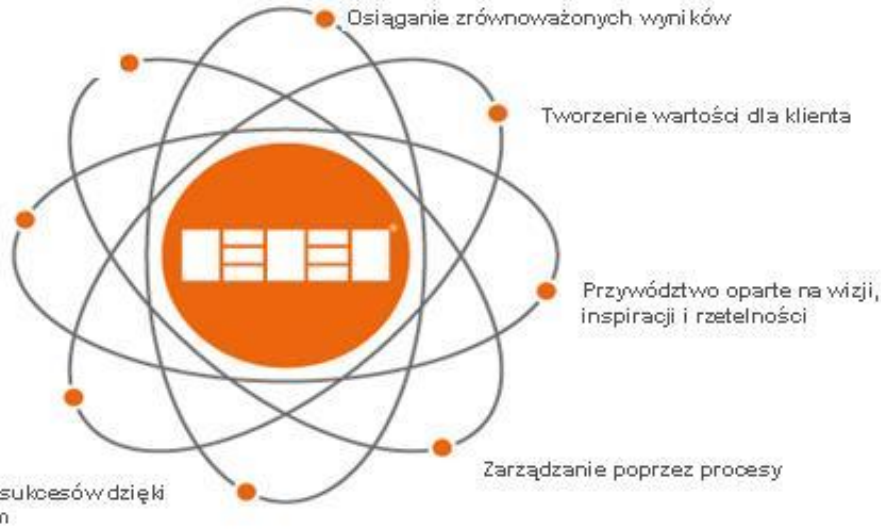 Osiąganie zrównoważonych wyników
Tworzenie wartości dla klienta
Przywództwo oparte na wizji,
inspiracji i rzetelności
Zarządzanie poprzez procesy
sukcesów dzięki